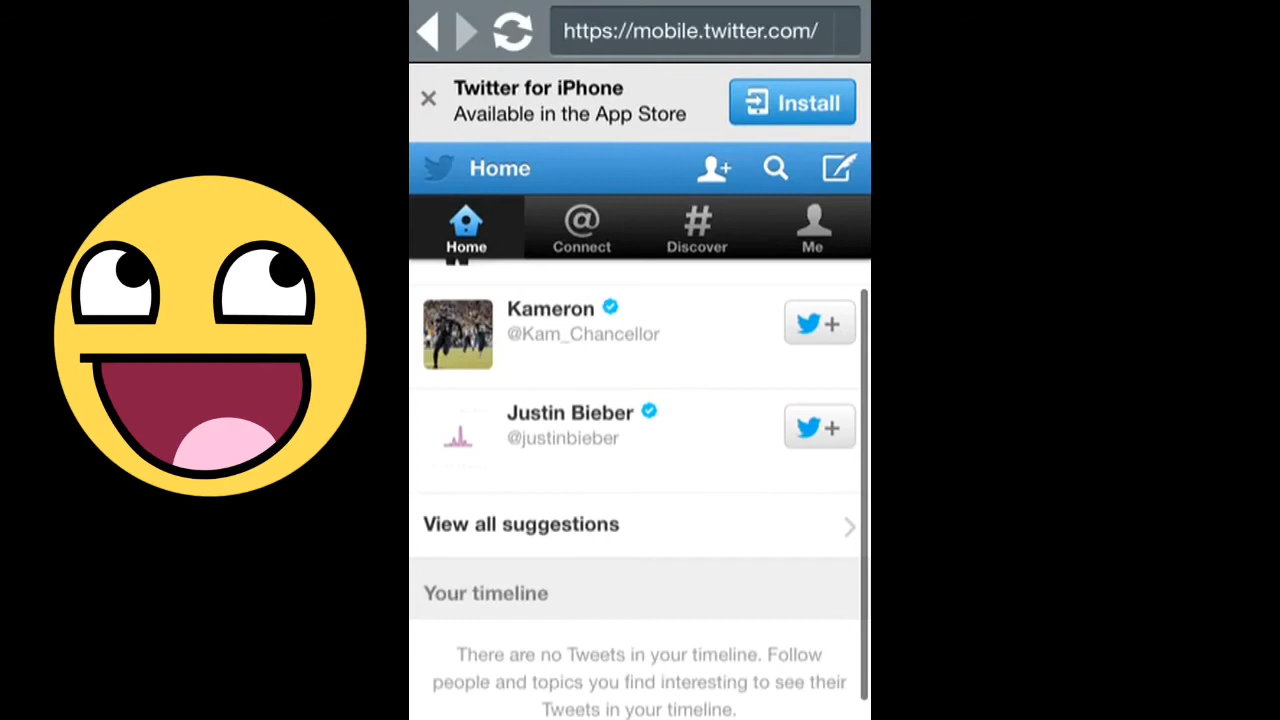 https://mobile.twitter.com/
Twitter for iPhone
Available in the App Store
Install
Home
Home
Connect
Discover
Me
Kameron
@Kam_Chancellor
Justin Bieber
@justinbieber
View all suggestions
Your timeline
There are no Tweets in your timeline. Follow
people and topics you find interesting to see their
Tweets in your timeline.